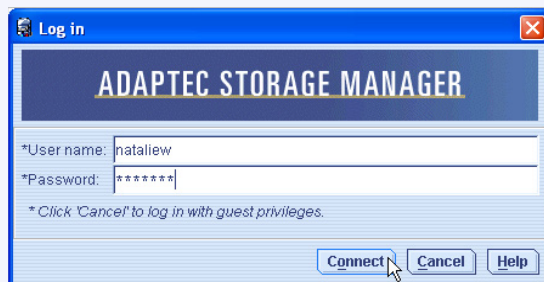 Log in
ADAPTEC STORAGE MANAGER
*User name: nataliew
*Password: *******
* Click 'Cancel' to log in with guest privileges.
Connect Cancel Help